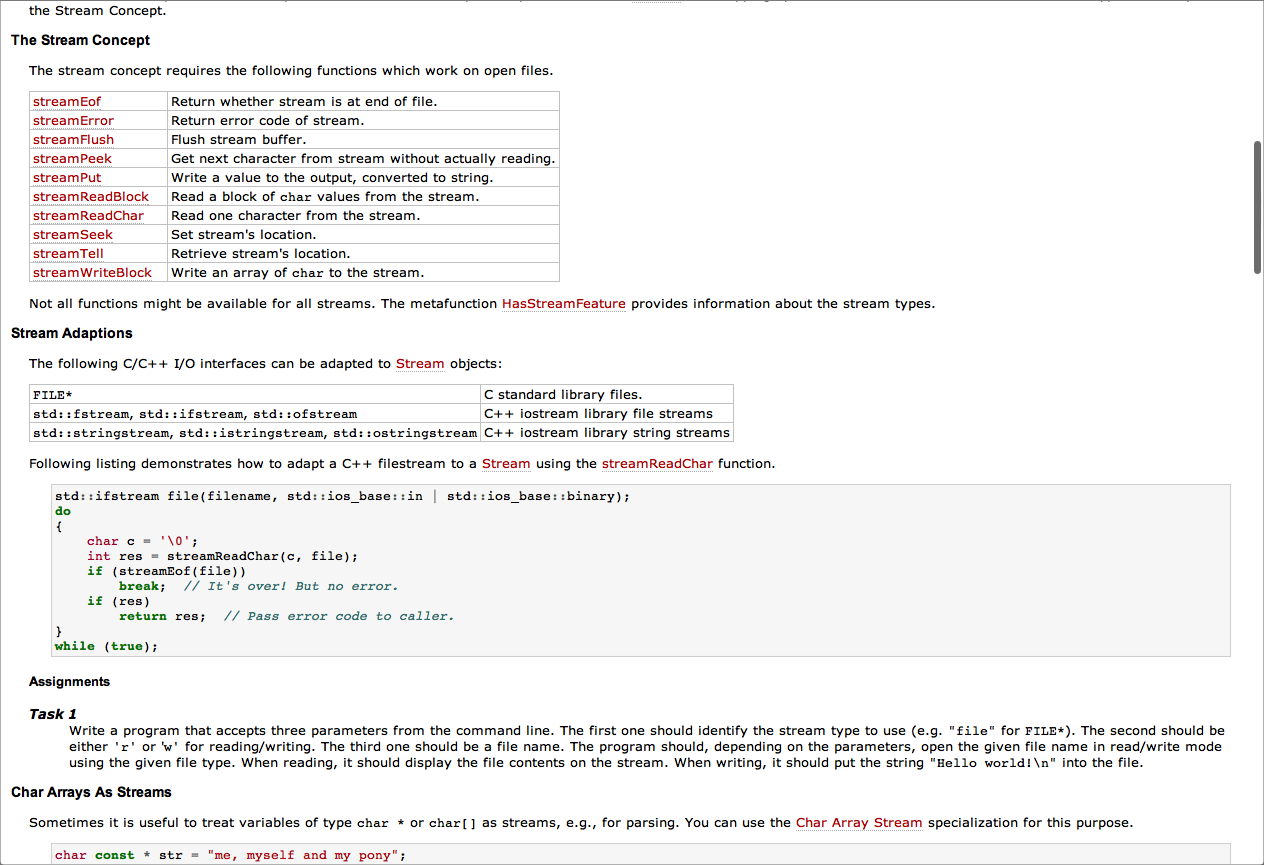 the Stream Concept.
The Stream Concept
The stream concept requires the following functions which work on open files.
streamEof Return whether stream is at end of file.
streamError Return error code of stream.
streamFlush Flush stream buffer.
streamPeek Get next character from stream without actually reading.
streamPut Write a value to the output, converted to string.
streamReadBlock Read a block of char values from the stream.
streamReadChar Read one character from the stream.
streamSeek Set stream's location.
streamTell Retrieve stream's location.
streamWriteBlock Write an array of char to the stream.
Not all functions might be available for all streams. The metafunction HasStreamFeature provides information about the stream types.
Stream Adaptions
The following C/C++ I/O interfaces can be adapted to Stream objects:
FILE* C standard library files.
std::fstream, std::ifstream, std::ofstream C++ iostream library file streams
std::stringstream, std::istringstream, std::ostringstream C++ iostream library string streams
Following listing demonstrates how to adapt a C++ filestream to a Stream using the streamReadChar function.
std::ifstream file(filename, std::ios_base::in | std::ios_base::binary);
do
{
    char c = '\0';
    int res = streamReadChar(c, file);
    if (streamEof(file))
        break;  // It's over! But no error.
    if (res)
        return res;  // Pass error code to caller.
}
while (true);
Assignments
Task 1
Write a program that accepts three parameters from the command line. The first one should identify the stream type to use (e.g. "file" for FILE*). The second should be
either 'r' or 'w' for reading/writing. The third one should be a file name. The program should, depending on the parameters, open the given file name in read/write mode
using the given file type. When reading, it should display the file contents on the stream. When writing, it should put the string "Hello world!\n" into the file.
Char Arrays As Streams
Sometimes it is useful to treat variables of type char * or char[] as streams, e.g., for parsing. You can use the Char Array Stream specialization for this purpose.
char const * str = "me, myself and my pony";